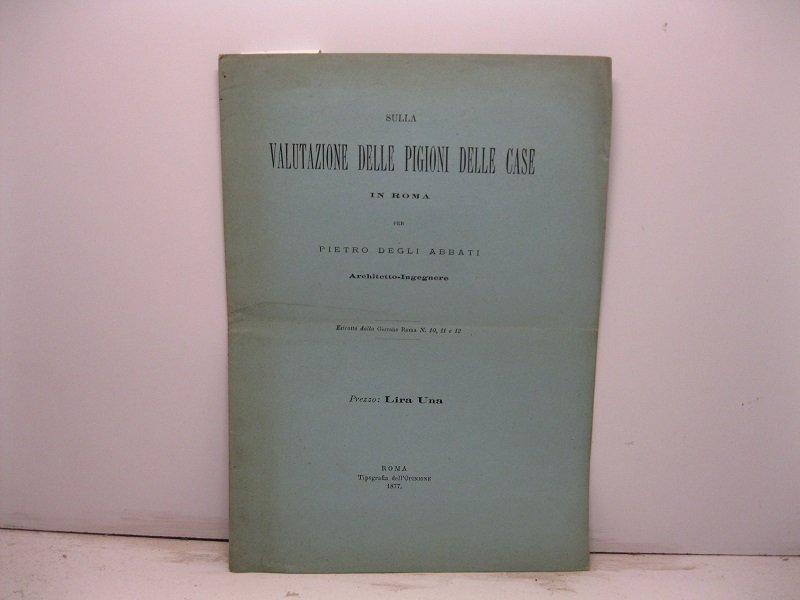 SULLA
VALUTAZIONE DELLE PIGIONI DELLE CASE
IN ROMA
PER
PIETRO DEGLI ABBATI
Architetto-Ingegnere
Estratto dalla Giovane Roma N. 10, 11 e 12
Prezzo: Lira Una
ROMA
Tipografia dell'OPINIONE
1877.